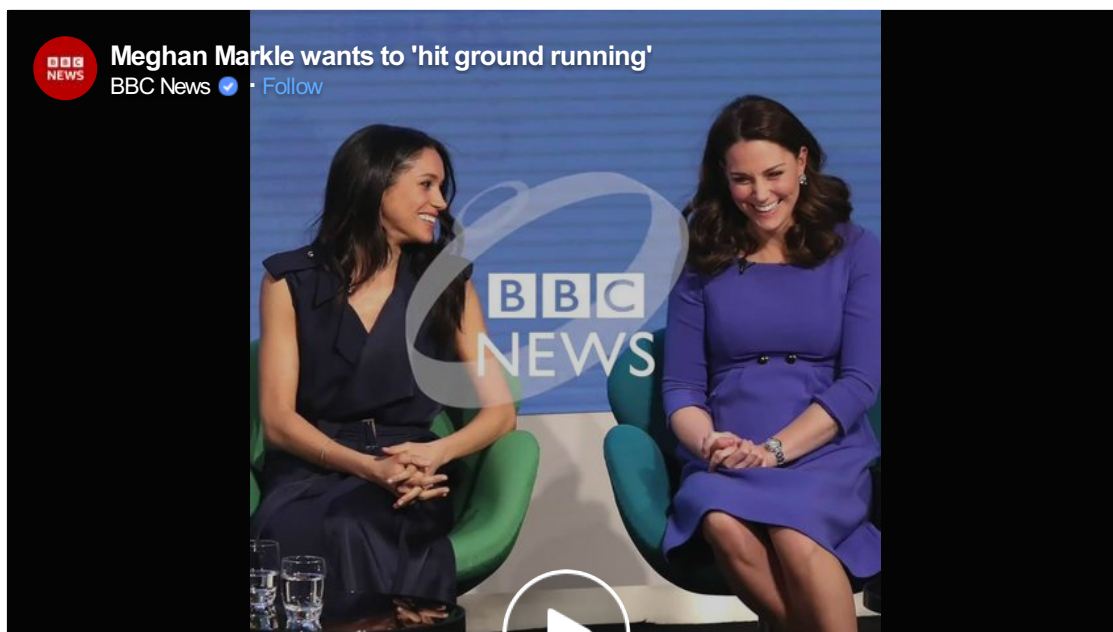 BBC
NEWS
Meghan Markle wants to 'hit ground running'
BBC News · Follow
BBC
NEWS